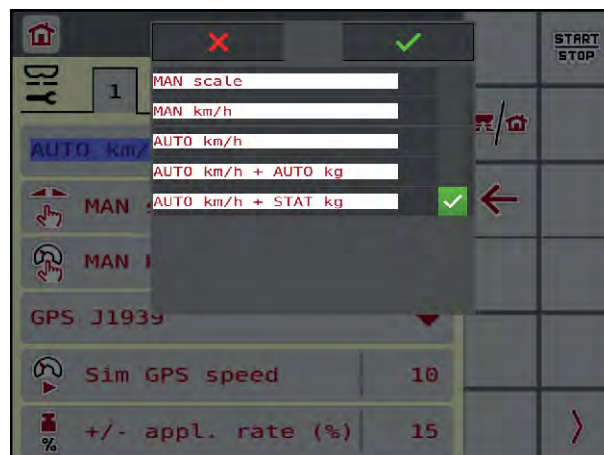 START
STOP
MAN scale
1
MAN km/h
AUTO km/h
AUTO km/
AUTO km/h + AUTO kg
AUTO km/h + STAT kg
MAN
MAN
GPS J1939
Sim GPS speed 10
+/- appl. rate (%) 15
%